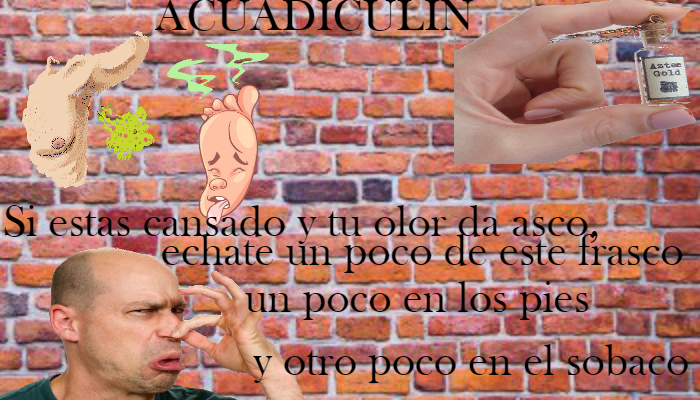 ACUADICULIN
Aztec
Gold
Si estas cansado y tu olor da asco,
echate un poco de este frasco
un poco en los pies
y otro poco en el sobaco